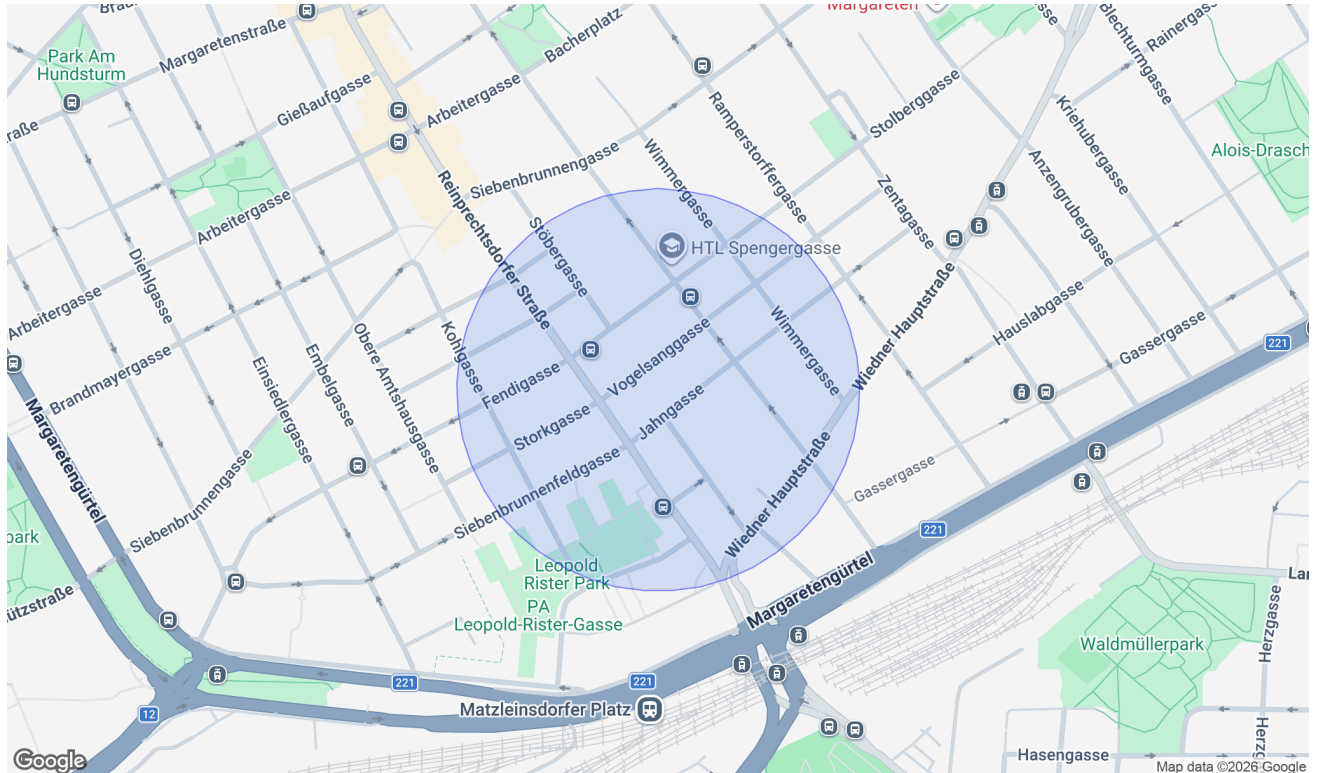 Margareten
Margaretenstraße
Bacherplatz
Blechturmgasse
Rainergasse
Park Am
Hundsturm
Gießaufgasse
Arbeitergasse
Ramperstorffergasse
Stolberggasse
Kriehubergasse
Siebenbrunnengasse
Wimmergasse
Anzengrubergasse
Alois-Drasch
Reinprechtsdorfer Straße
Zentagasse
Arbeitergasse
Stöbergasse
HTL Spengergasse
Diehlgasse
Arbeitergasse
Wiedner Hauptstraße
Hauslabgasse
Gassergasse
221
Brandmayergasse
Obere Amtshausgasse
Kohlgasse
Embelgasse
Einsiedlergasse
Fendigasse
Vogelsanggasse
Wimmergasse
Storkgasse
Jahngasse
Margaretengürtel
Siebenbrunnengasse
Siebenbrunnenfeldgasse
Gassergasse
Wiedner Hauptstraße
221
park
Leopold
Rister Park
PA
Leopold-Rister-Gasse
Margaretengürtel
Herzgasse
Waldmüllerpark
221
221
12
Matzleinsdorfer Platz
Hasengasse
Google
Map data ©2026 Google